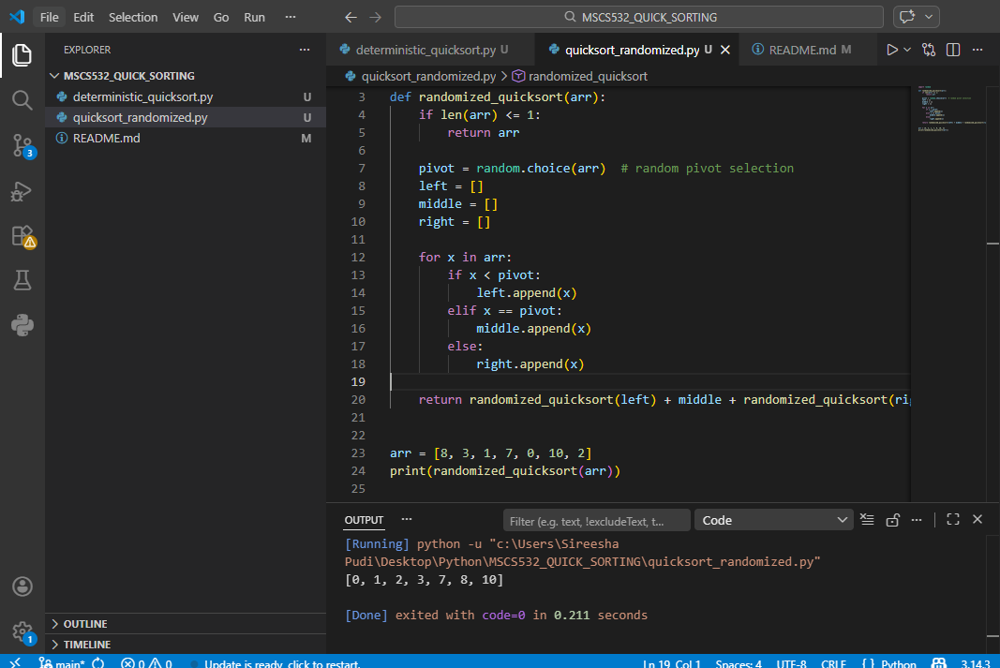 File Edit Selection View Go Run ···
MSCS532_QUICK_SORTING
EXPLORER ···
MSCS532_QUICK_SORTING
deterministic_quicksort.py U
quicksort_randomized.py U
README.md M
3
1
OUTLINE
TIMELINE
deterministic_quicksort.py U
quicksort_randomized.py U
README.md M
···
quicksort_randomized.py > randomized_quicksort
3 def randomized_quicksort(arr):
4 if len(arr) <= 1:
5 return arr
6
7 pivot = random.choice(arr) # random pivot selection
8 left = []
9 middle = []
10 right = []
11
12 for x in arr:
13 if x < pivot:
14 left.append(x)
15 elif x == pivot:
16 middle.append(x)
17 else:
18 right.append(x)
19
20 return randomized_quicksort(left) + middle + randomized_quicksort(ri
21
22
23 arr = [8, 3, 1, 7, 0, 10, 2]
24 print(randomized_quicksort(arr))
25
OUTPUT ··· Filter (e.g. text, !excludeText, t... Code ···
[Running] python -u "c:\Users\Sireesha
Pudi\Desktop\Python\MSCS532_QUICK_SORTING\quicksort_randomized.py"
[0, 1, 2, 3, 7, 8, 10]
[Done] exited with code=0 in 0.211 seconds
main* 0 0 Update is ready, click to restart. Ln 19, Col 1 Spaces: 4 UTF-8 CRLF {} Python 3.14.3